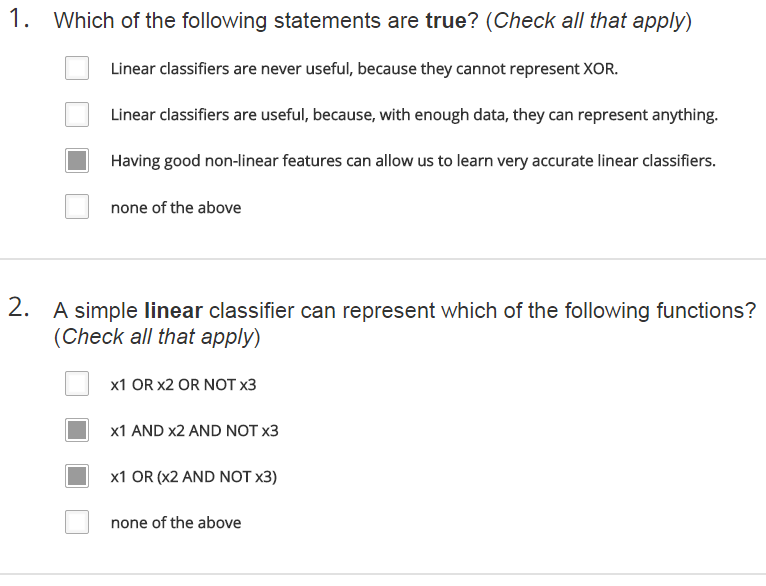 1. Which of the following statements are true? (Check all that apply)
Linear classifiers are never useful, because they cannot represent XOR.
Linear classifiers are useful, because, with enough data, they can represent anything.
Having good non-linear features can allow us to learn very accurate linear classifiers.
none of the above
2. A simple linear classifier can represent which of the following functions?
(Check all that apply)
x1 OR x2 OR NOT x3
x1 AND x2 AND NOT x3
x1 OR (x2 AND NOT x3)
none of the above